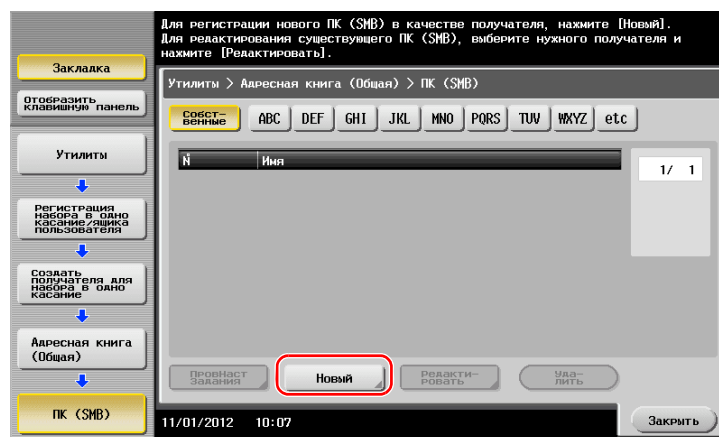 Для регистрации нового ПК (SMB) в качестве получателя, нажмите [Новый].
Для редактирования существующего ПК (SMB), выберите нужного получателя и
нажмите [Редактировать].
Закладка
Отобразить
клавишную панель
Утилиты
Регистрация
набора в одно
касание/ящика
пользователя
Создать
получателя для
набора в одно
касание
Адресная книга
(Общая)
ПК (SMB)
Утилиты > Адресная книга (Общая) > ПК (SMB)
Собст-
венные
ABC DEF GHI JKL MNO PQRS TUV WXYZ etc
N Имя
1/ 1
ПровНаст
Задания
Новый
Редакти-
ровать
Уда-
лить
11/01/2012 10:07
Закрыть